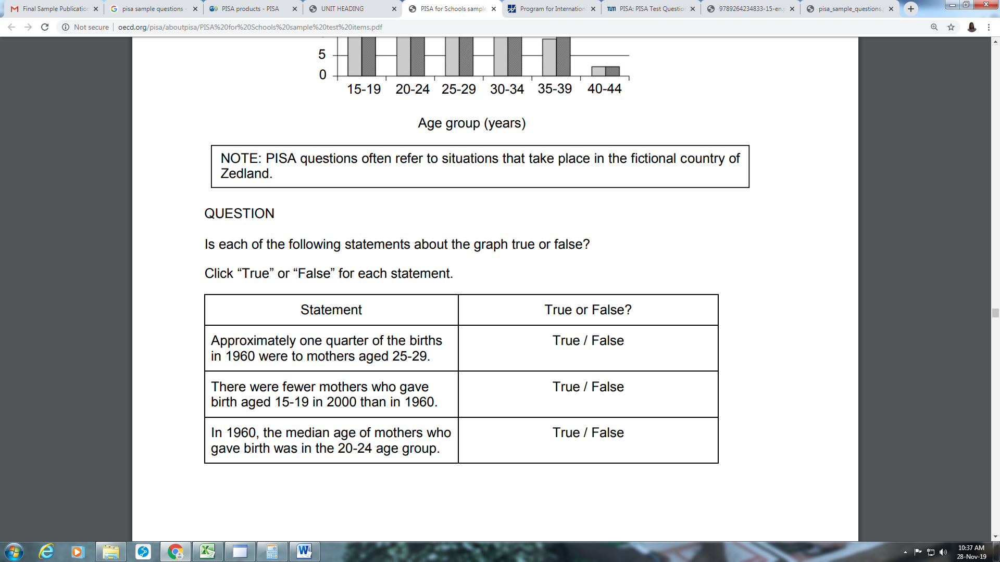 Final Sample Publication
pisa sample questions -
PISA products - PISA
UNIT HEADING
PISA for Schools sample
Program for Internation
TUM PISA: PISA Test Question
9789264234833-15-en.p
pisa_sample_questions.
Not secure oecd.org/pisa/aboutpisa/PISA%20for%20Schools%20sample%20test%20items.pdf
5
0
15-19 20-24 25-29 30-34 35-39 40-44
Age group (years)
NOTE: PISA questions often refer to situations that take place in the fictional country of
Zedland.
QUESTION
Is each of the following statements about the graph true or false?
Click “True” or “False” for each statement.
Statement True or False?
Approximately one quarter of the births
in 1960 were to mothers aged 25-29.
True / False
There were fewer mothers who gave
birth aged 15-19 in 2000 than in 1960.
True / False
In 1960, the median age of mothers who
gave birth was in the 20-24 age group.
True / False
10:37 AM
28-Nov-19